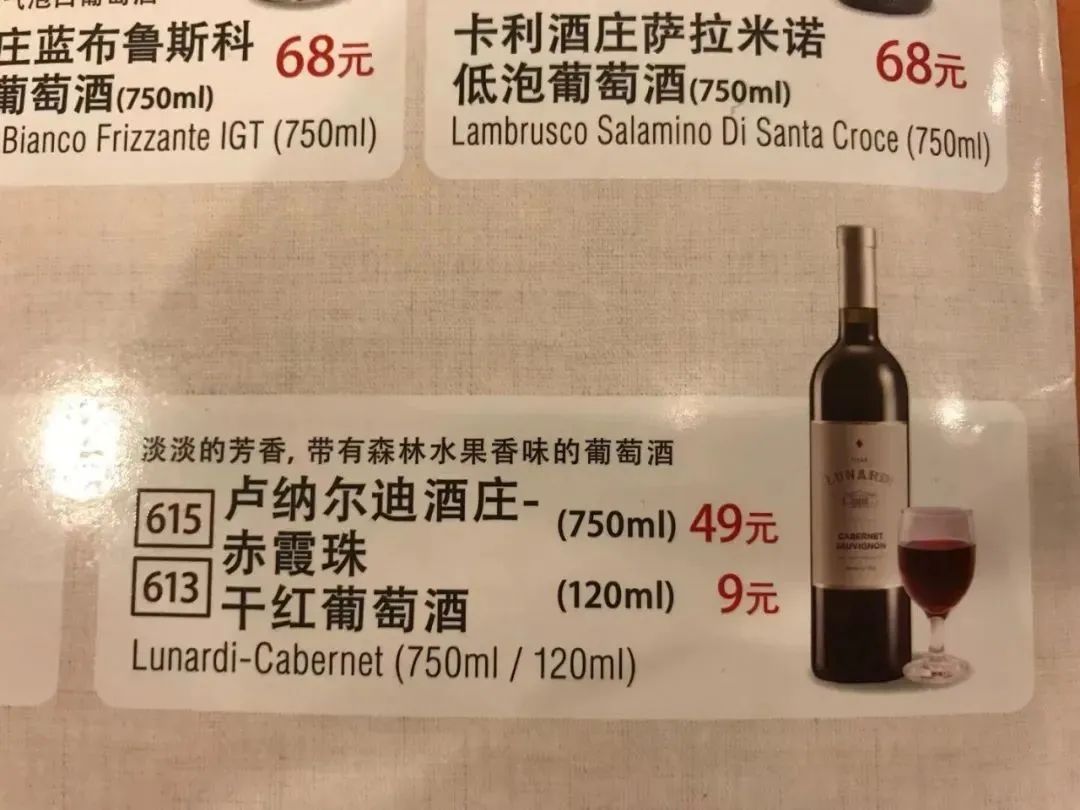 庄蓝布鲁斯科
葡萄酒(750ml)
68元
Bianco Frizzante IGT (750ml)
卡利酒庄萨拉米诺
低泡葡萄酒(750ml)
68元
Lambrusco Salamino Di Santa Croce (750ml)
淡淡的芳香, 带有森林水果香味的葡萄酒
615
613
卢纳尔迪酒庄-
赤霞珠
干红葡萄酒
(750ml) 49元
(120ml) 9元
Lunardi-Cabernet (750ml / 120ml)
LUNARDI
CABERNET
SAUVIGNON